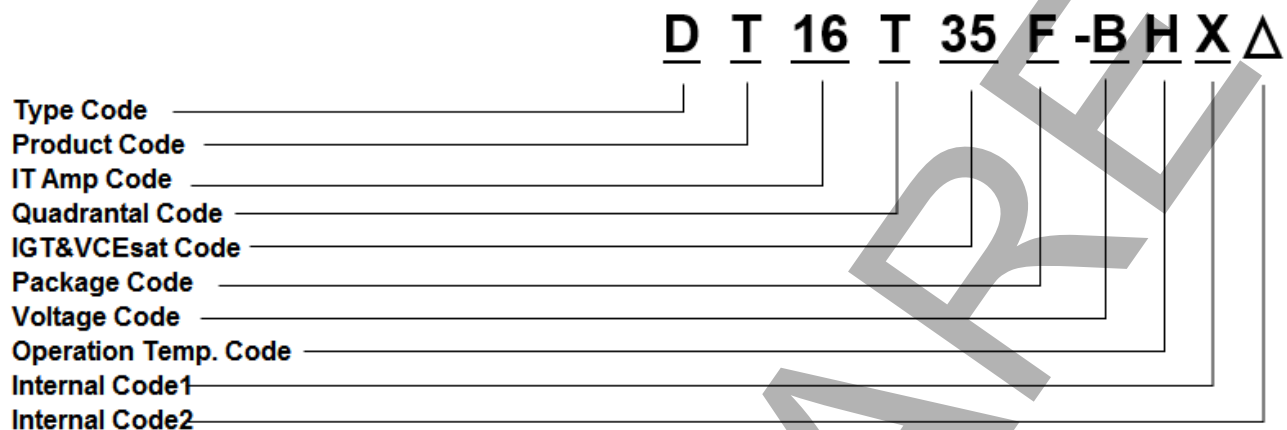 D T 16 T 35 F -B H X △
Type Code
Product Code
IT Amp Code
Quadrantal Code
IGT&VCEsat Code
Package Code
Voltage Code
Operation Temp. Code
Internal Code1
Internal Code2